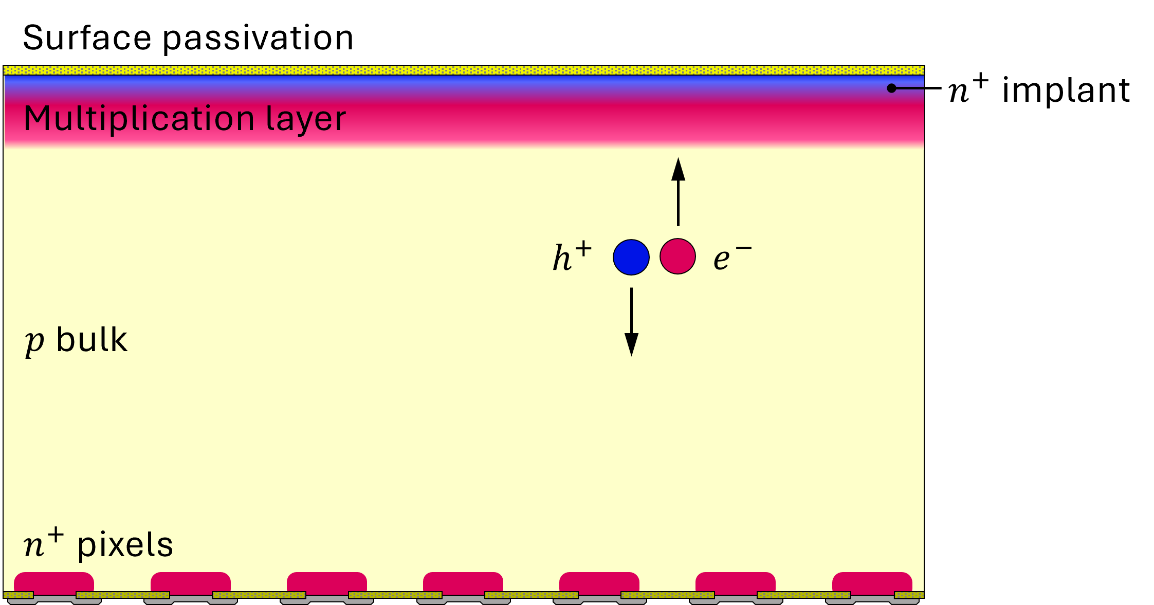 Surface passivation
n⁺ implant
Multiplication layer
h⁺ e⁻
p bulk
n⁺ pixels